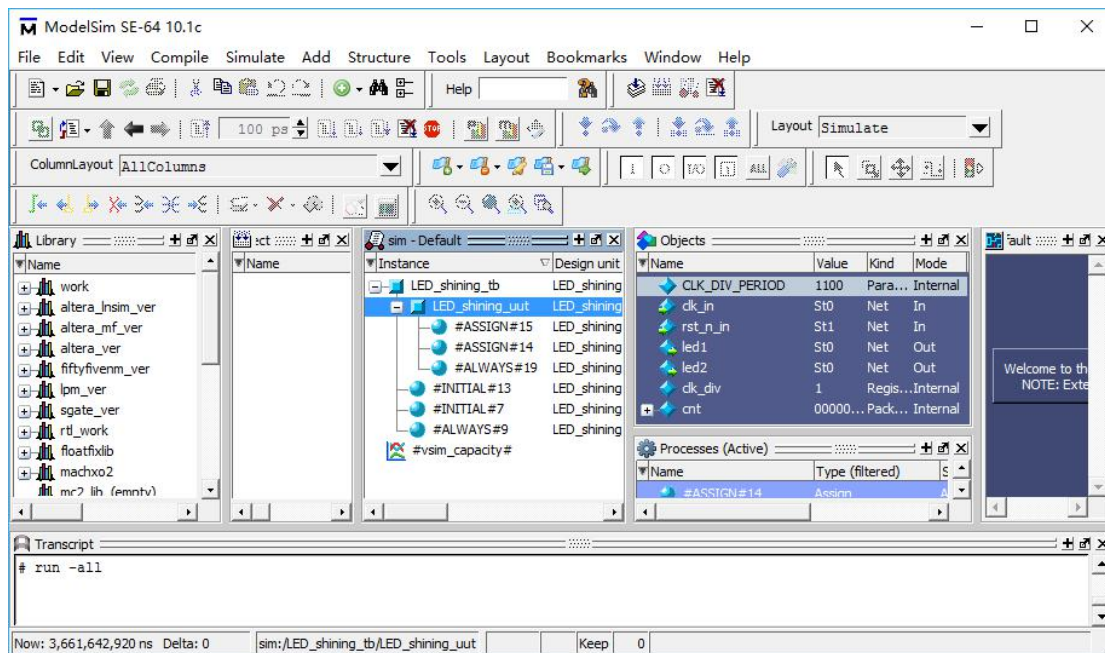 ModelSim SE-64 10.1c
File Edit View Compile Simulate Add Structure Tools Layout Bookmarks Window Help
Help
100 ps STOP Layout Simulate
ColumnLayout AllColumns I O I/O ALL
Library ect sim - Default Objects fault
Name Name Instance Design unit Name Value Kind Mode
work
altera_lnsim_ver
altera_mf_ver
altera_ver
fiftyfivenm_ver
lpm_ver
sgate_ver
rtl_work
floatfixlib
machxo2
mc2_lib (empty)
LED_shining_tb LED_shining
LED_shining_uut LED_shining
#ASSIGN#15 LED_shining
#ASSIGN#14 LED_shining
#ALWAYS#19 LED_shining
#INITIAL#13 LED_shining
#INITIAL#7 LED_shining
#ALWAYS#9 LED_shining
#vsim_capacity#
CLK_DIV_PERIOD 1100 Para... Internal
clk_in St0 Net In
rst_n_in St1 Net In
led1 St0 Net Out
led2 St0 Net Out
clk_div 1 Regis... Internal
cnt 00000... Pack... Internal
Processes (Active)
Name Type (filtered) S
#ASSIGN#14 Assign A
Welcome to the
NOTE: Exte
Transcript
# run -all
Now: 3,661,642,920 ns Delta: 0 sim:/LED_shining_tb/LED_shining_uut Keep 0